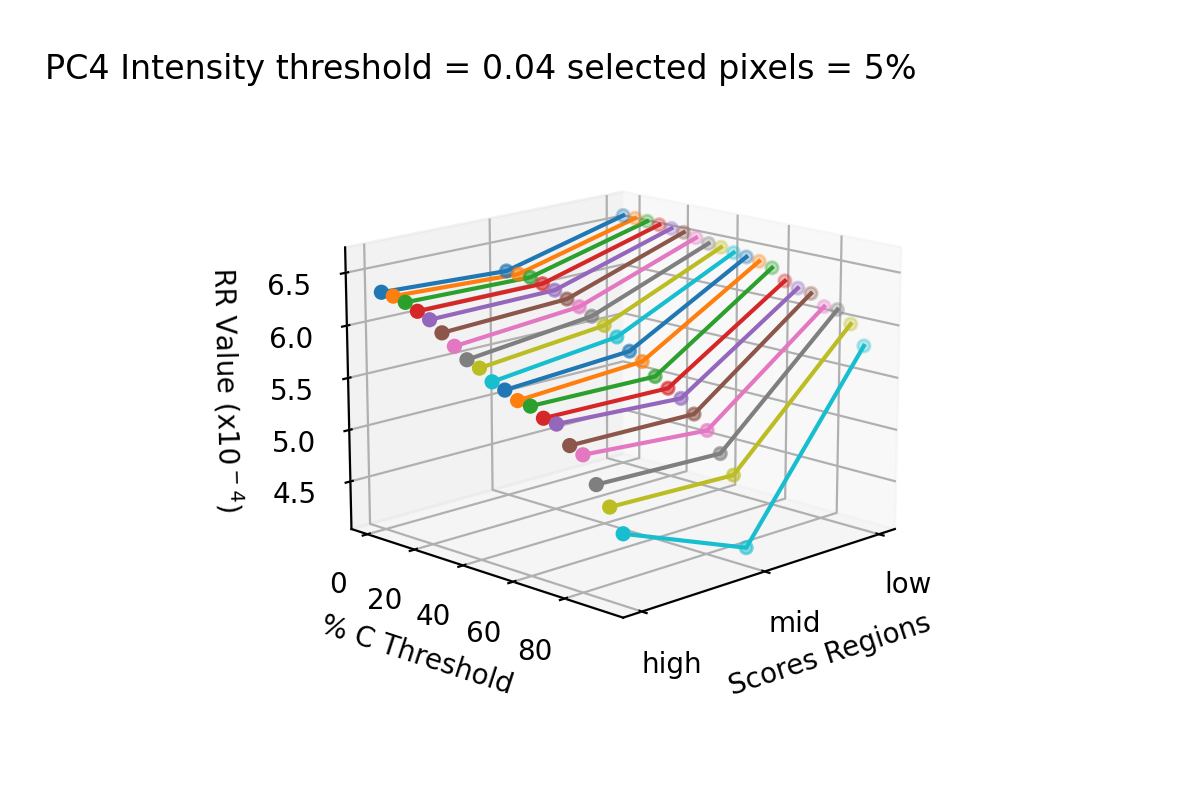 PC4 Intensity threshold = 0.04 selected pixels = 5%
RR Value (x10⁻⁴)
6.5
6.0
5.5
5.0
4.5
0
20
40
60
80
% C Threshold
high
mid
low
Scores Regions